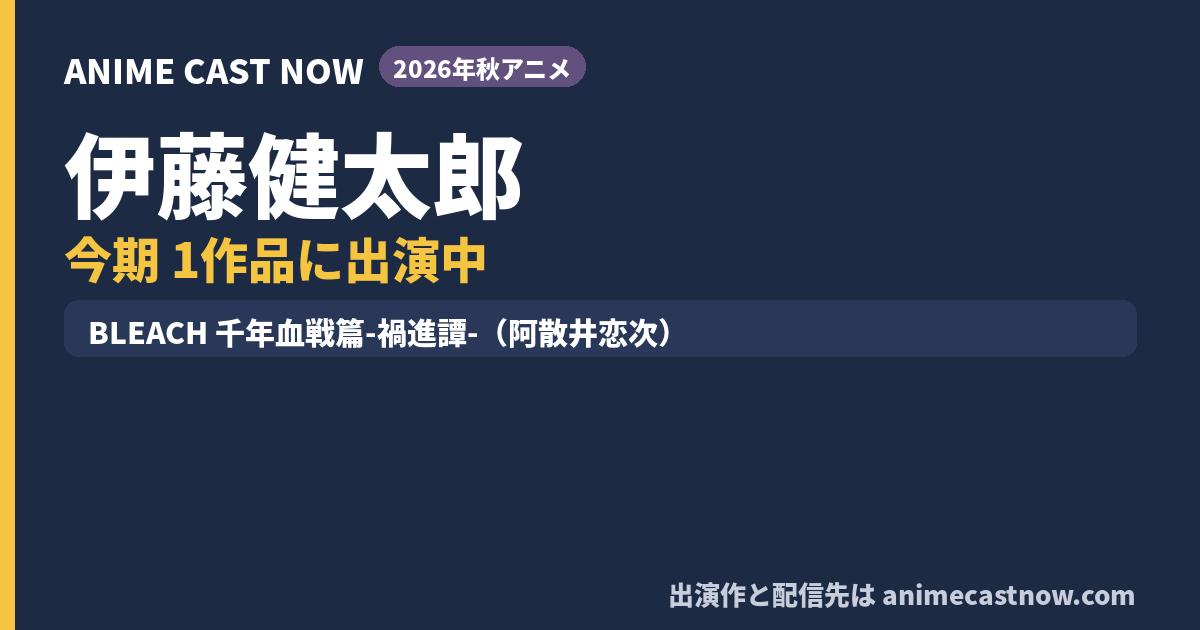 ANIME CAST NOW 2026年秋アニメ
伊藤健太郎
今期 1作品に出演中
BLEACH 千年血戦篇-禍進譚-（阿散井恋次）
出演作と配信先は animecastnow.com